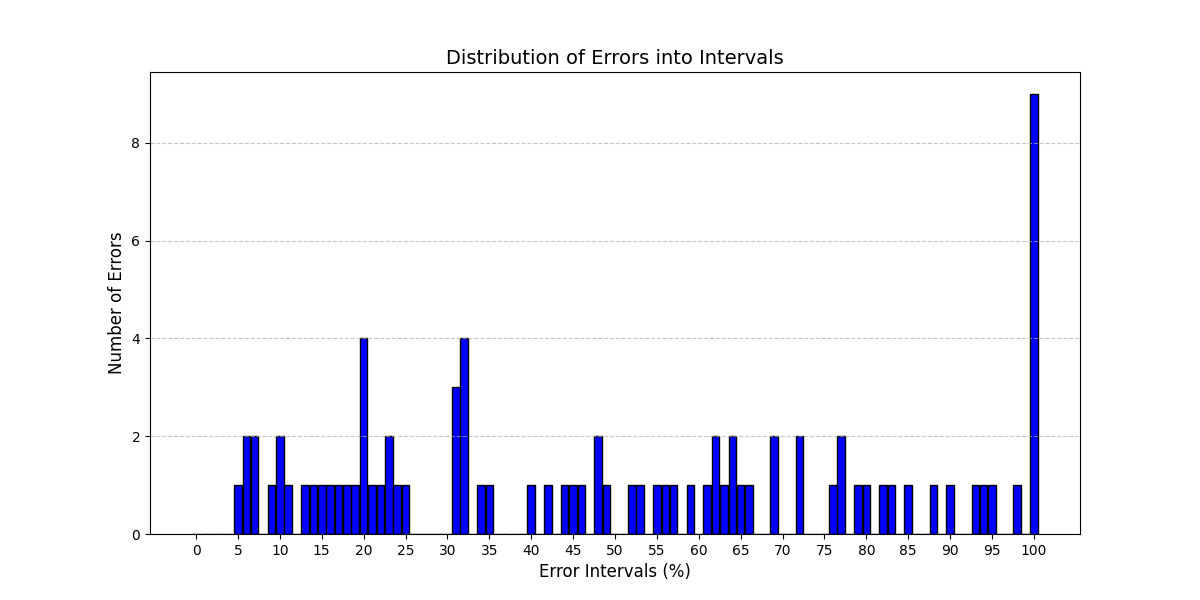 Distribution of Errors into Intervals
Number of Errors
8
6
4
2
0
0 5 10 15 20 25 30 35 40 45 50 55 60 65 70 75 80 85 90 95 100
Error Intervals (%)